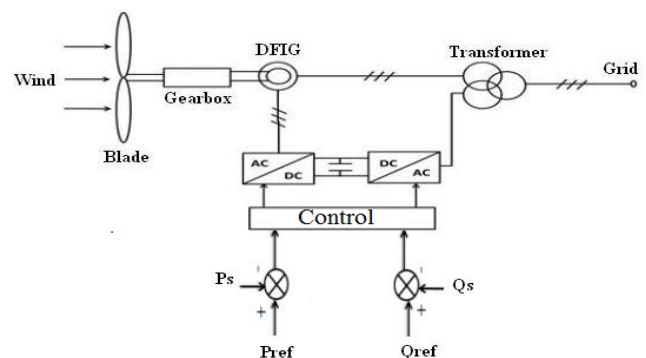 DFIG
Transformer
Grid
Wind
Gearbox
Blade
AC
DC
DC
AC
Control
Ps
-
+
-
+
Qs
Pref
Qref